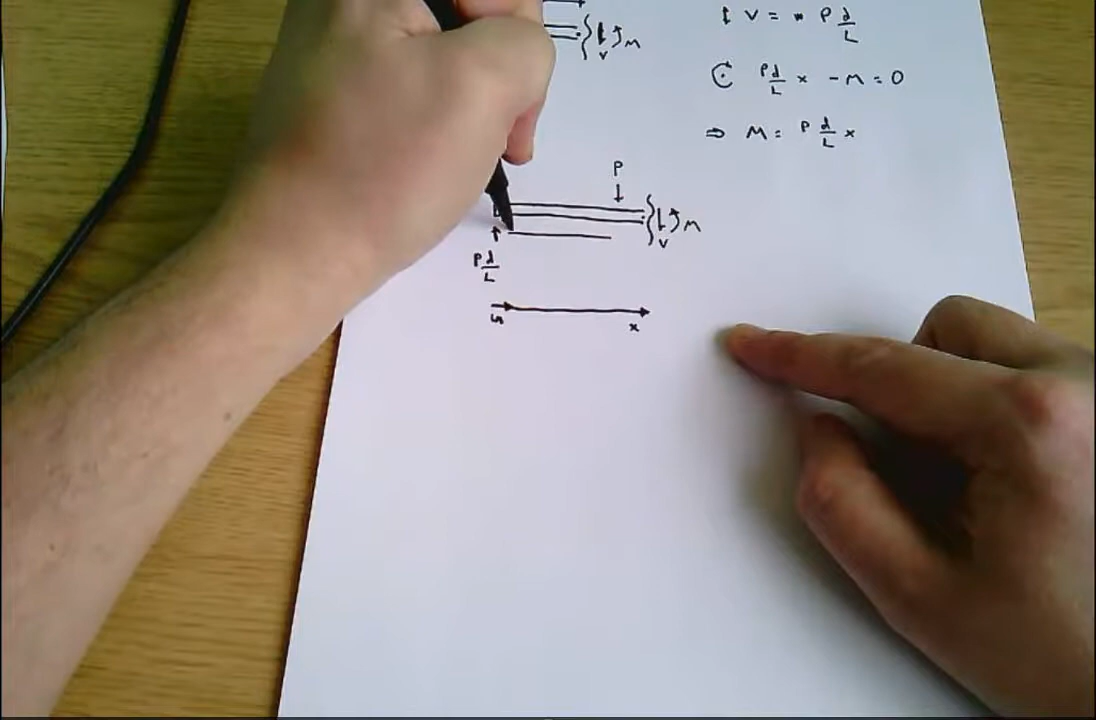 V M
↕ V = P d/L
P d/L x - M = 0
⇒ M = P d/L x
P
V M
P d/L
x